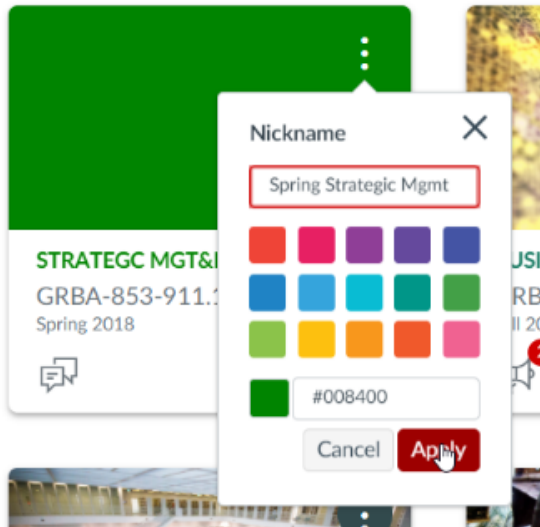 Nickname
Spring Strategic Mgmt
STRATEGC MGT&
GRBA-853-911.
Spring 2018
#008400
Cancel
Apply